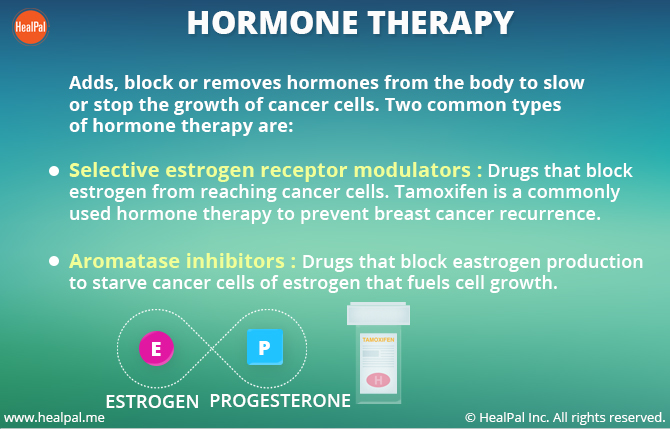 HealPal
HORMONE THERAPY
Adds, block or removes hormones from the body to slow
or stop the growth of cancer cells. Two common types
of hormone therapy are:
Selective estrogen receptor modulators : Drugs that block
estrogen from reaching cancer cells. Tamoxifen is a commonly
used hormone therapy to prevent breast cancer recurrence.
Aromatase inhibitors : Drugs that block eastrogen production
to starve cancer cells of estrogen that fuels cell growth.
E
P
TAMOXIFEN
H
ESTROGEN
PROGESTERONE
www.healpal.me
© HealPal Inc. All rights reserved.